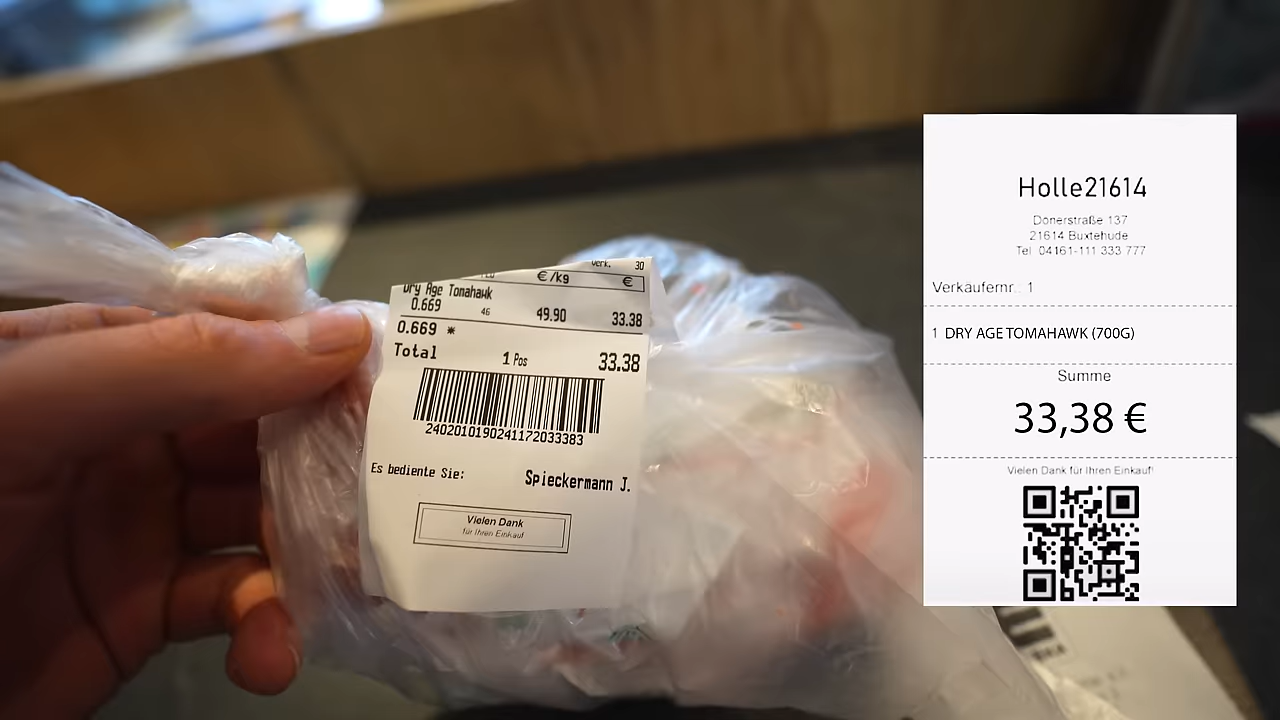 Verk. 30
€/kg €
Dry Age Tomahawk
0.669 46 49.90 33.38
0.669 *
Total 1 Pos 33.38
2402010190241172033383
Es bediente Sie: Spieckermann J.
Vielen Dank
für Ihren Einkauf
Holle21614
Dönerstraße 137
21614 Buxtehude
Tel. 04161-111 333 777
Verkaufernr.: 1
1 DRY AGE TOMAHAWK (700G)
Summe
33,38 €
Vielen Dank für Ihren Einkauf!